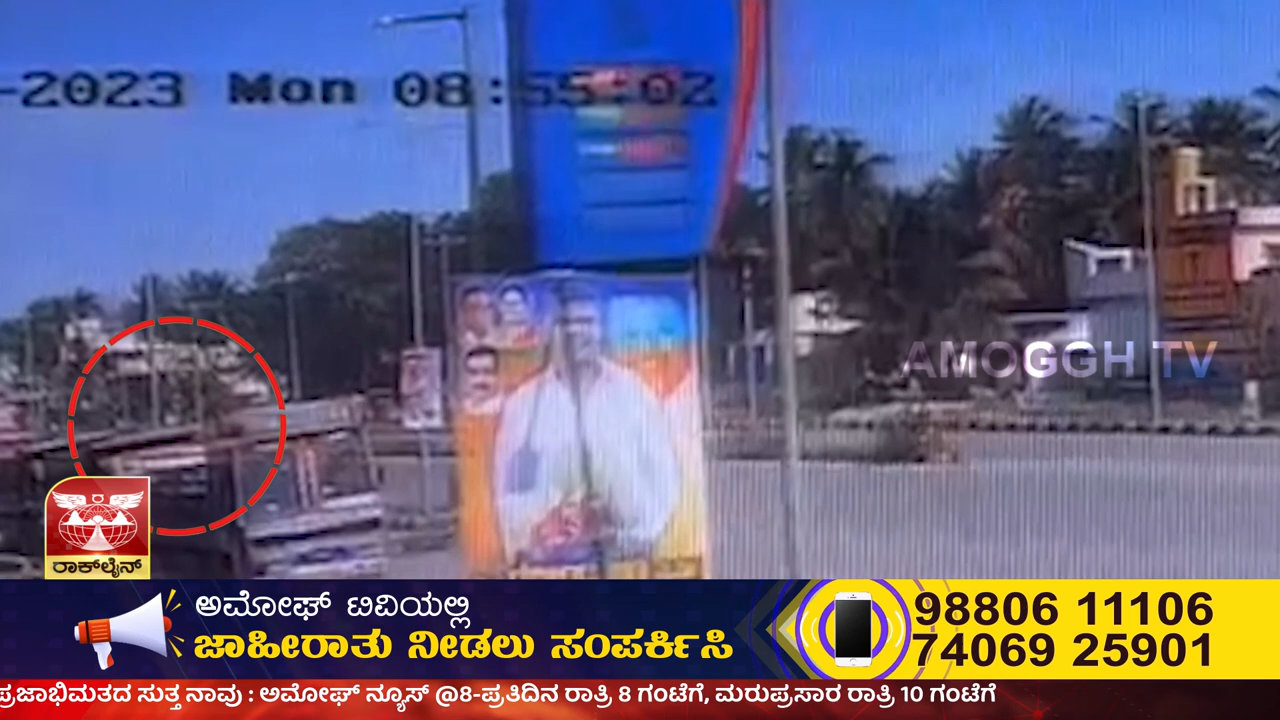 -2023 Mon 08:55:02
AMOGGH TV
ರಾಕ್‌ಲೈನ್
ಅಮೋಘ್ ಟಿವಿಯಲ್ಲಿ
ಜಾಹೀರಾತು ನೀಡಲು ಸಂಪರ್ಕಿಸಿ
98806 11106
74069 25901
ಪ್ರಜಾಭಿಮತದ ಸುತ್ತ ನಾವು : ಅಮೋಘ್ ನ್ಯೂಸ್ @8-ಪ್ರತಿದಿನ ರಾತ್ರಿ 8 ಗಂಟೆಗೆ, ಮರುಪ್ರಸಾರ ರಾತ್ರಿ 10 ಗಂಟೆಗೆ